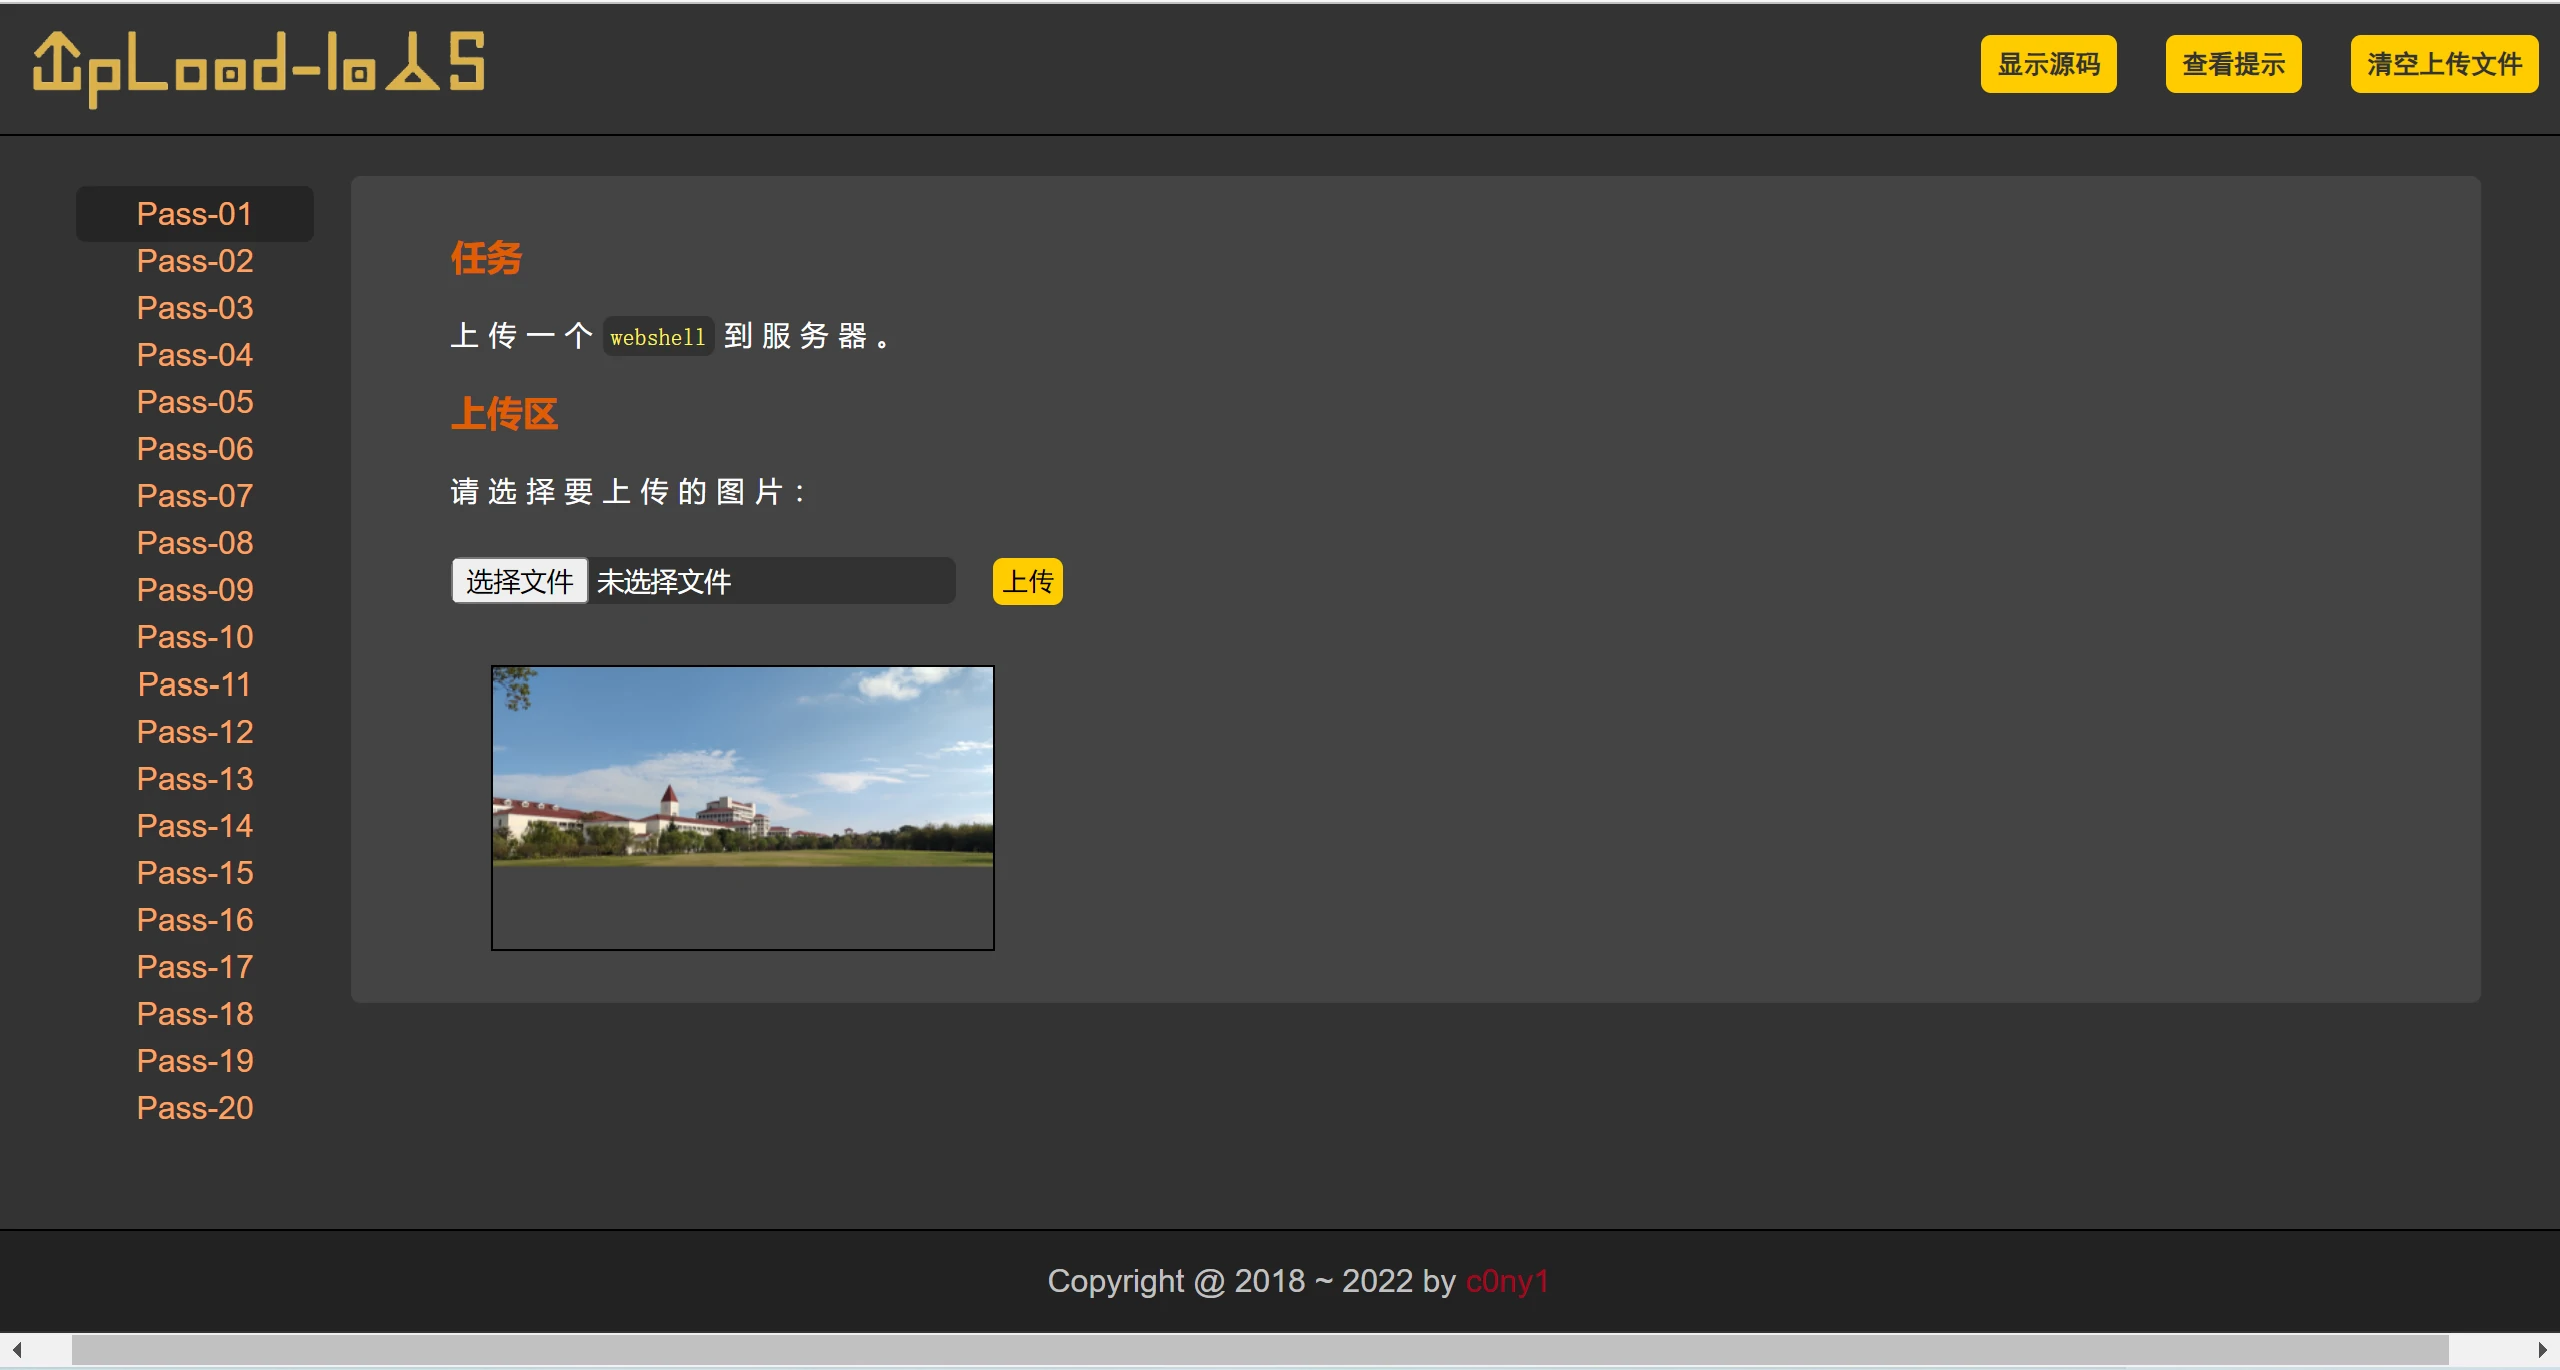 UpLoad-labs
显示源码
查看提示
清空上传文件
Pass-01
Pass-02
Pass-03
Pass-04
Pass-05
Pass-06
Pass-07
Pass-08
Pass-09
Pass-10
Pass-11
Pass-12
Pass-13
Pass-14
Pass-15
Pass-16
Pass-17
Pass-18
Pass-19
Pass-20
任务
上传一个 webshell 到服务器。
上传区
请选择要上传的图片：
选择文件 未选择文件 上传
Copyright @ 2018 ~ 2022 by c0ny1